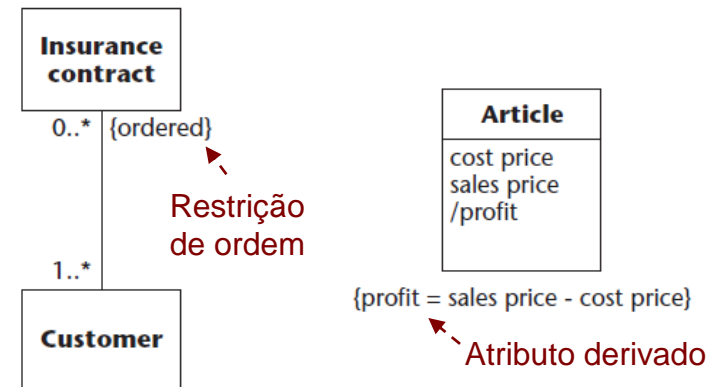 Insurance
contract
0..* {ordered}
Restrição
de ordem
1..*
Customer
Article
cost price
sales price
/profit
{profit = sales price - cost price}
Atributo derivado